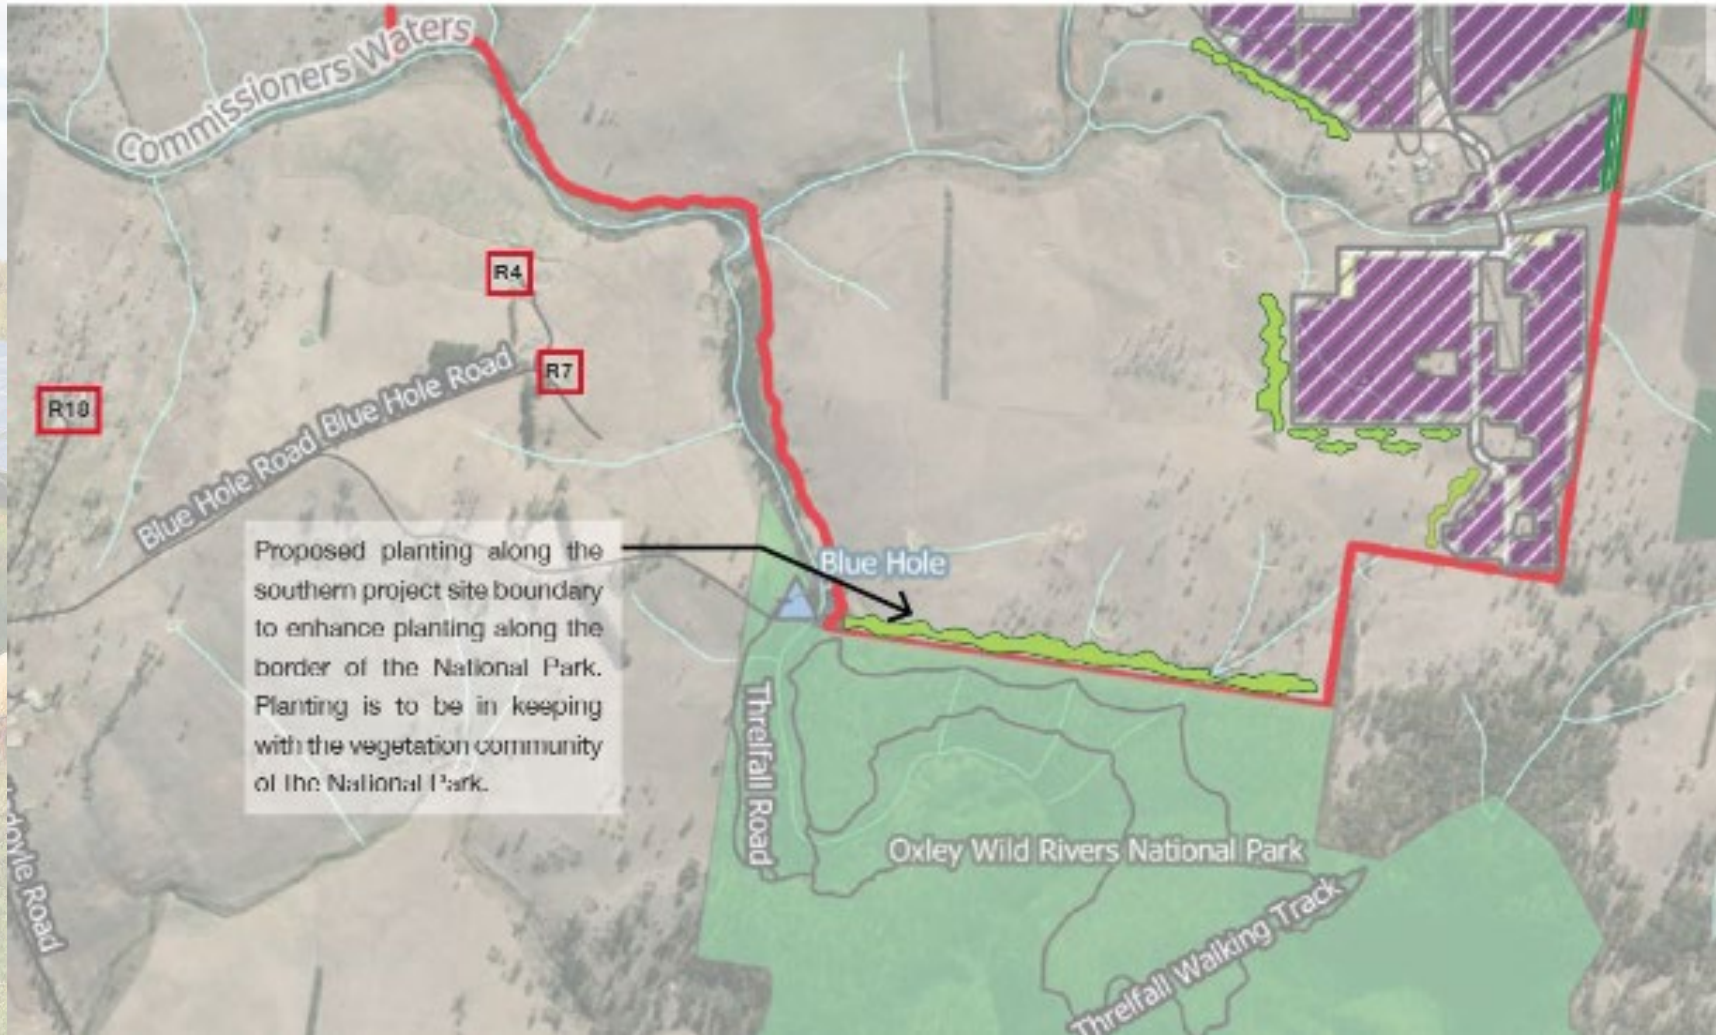 Commissioners Waters
R4
R7
R18
Blue Hole Road Blue Hole Road
Proposed planting along the
southern project site boundary
to enhance planting along the
border of the National Park.
Planting is to be in keeping
with the vegetation community
of the National Park.
Blue Hole
Threlfall Road
Oxley Wild Rivers National Park
Threlfall Walking Track
Road